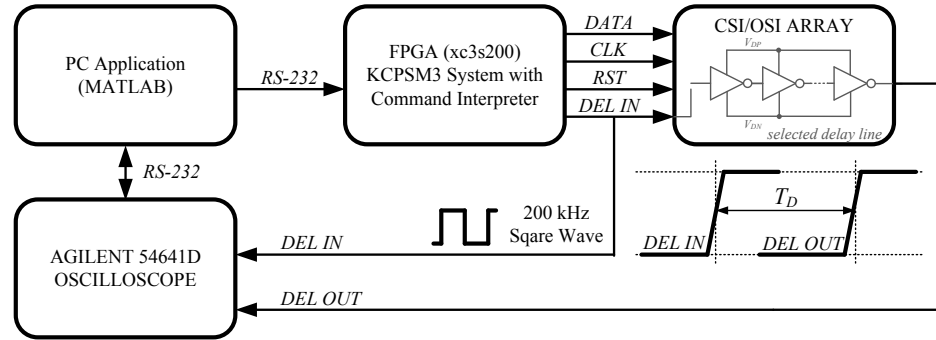 PC Application
(MATLAB)
RS-232
FPGA (xc3s200)
KCPSM3 System with
Command Interpreter
DATA
CLK
RST
DEL IN
CSI/OSI ARRAY
V_DP
V_DN
selected delay line
RS-232
AGILENT 54641D
OSCILLOSCOPE
DEL IN
200 kHz
Sqare Wave
DEL OUT
T_D
DEL IN
DEL OUT